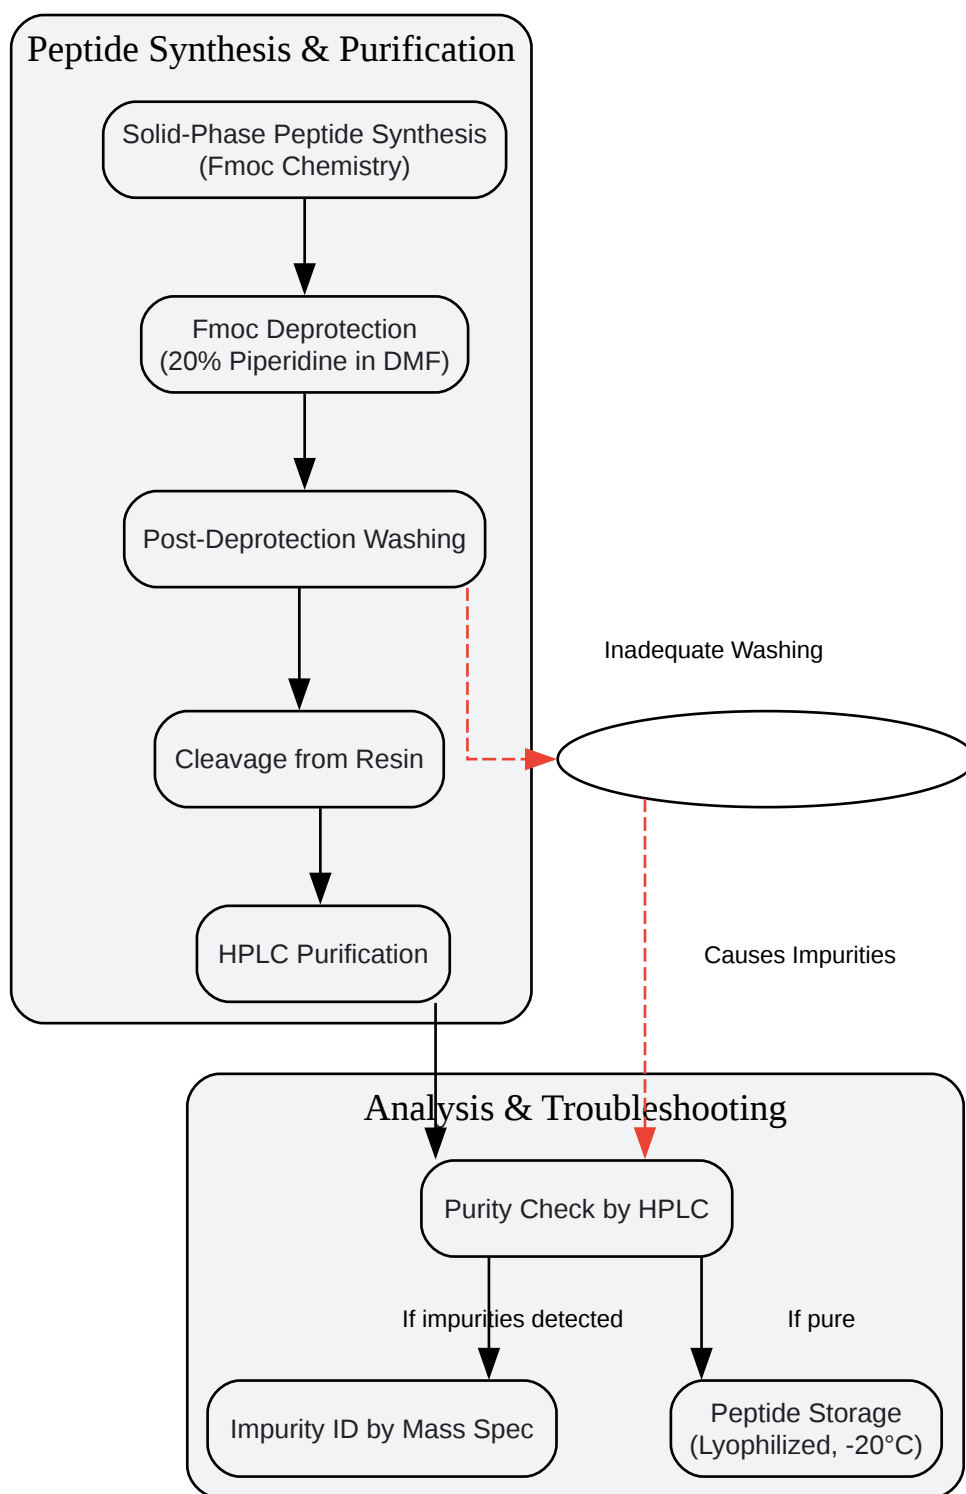 Peptide Synthesis & Purification
Solid-Phase Peptide Synthesis
(Fmoc Chemistry)
Fmoc Deprotection
(20% Piperidine in DMF)
Post-Deprotection Washing
Inadequate Washing
Cleavage from Resin
HPLC Purification
Causes Impurities
Analysis & Troubleshooting
Purity Check by HPLC
If impurities detected
If pure
Impurity ID by Mass Spec
Peptide Storage
(Lyophilized, -20°C)